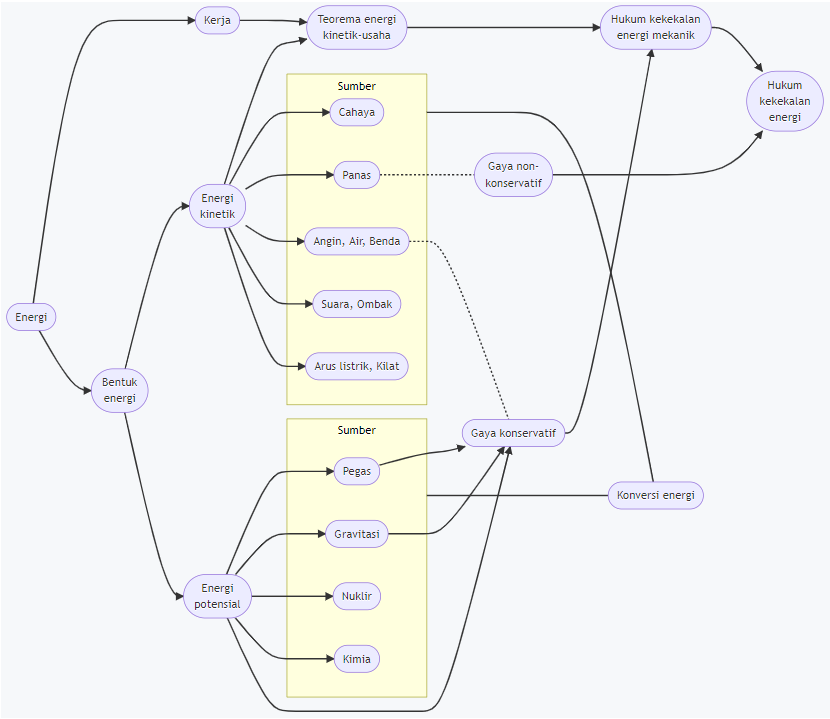 Kerja
Teorema energi
kinetik-usaha
Hukum kekekalan
energi mekanik
Hukum
kekekalan
energi
Sumber
Cahaya
Panas
Gaya non-
konservatif
Energi
kinetik
Angin, Air, Benda
Suara, Ombak
Energi
Arus listrik, Kilat
Bentuk
energi
Sumber
Gaya konservatif
Pegas
Konversi energi
Gravitasi
Energi
potensial
Nuklir
Kimia